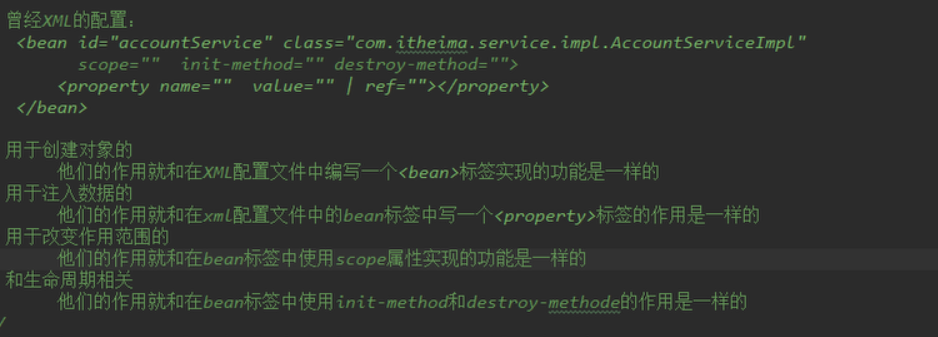 曾经XML的配置：
<bean id="accountService" class="com.itheima.service.impl.AccountServiceImpl"
scope="" init-method="" destroy-method="">
<property name="" value="" | ref=""></property>
</bean>
用于创建对象的
他们的作用就和在XML配置文件中编写一个<bean>标签实现的功能是一样的
用于注入数据的
他们的作用就和在xml配置文件中的bean标签中写一个<property>标签的作用是一样的
用于改变作用范围的
他们的作用就和在bean标签中使用scope属性实现的功能是一样的
和生命周期相关
他们的作用就和在bean标签中使用init-method和destroy-methode的作用是一样的
/